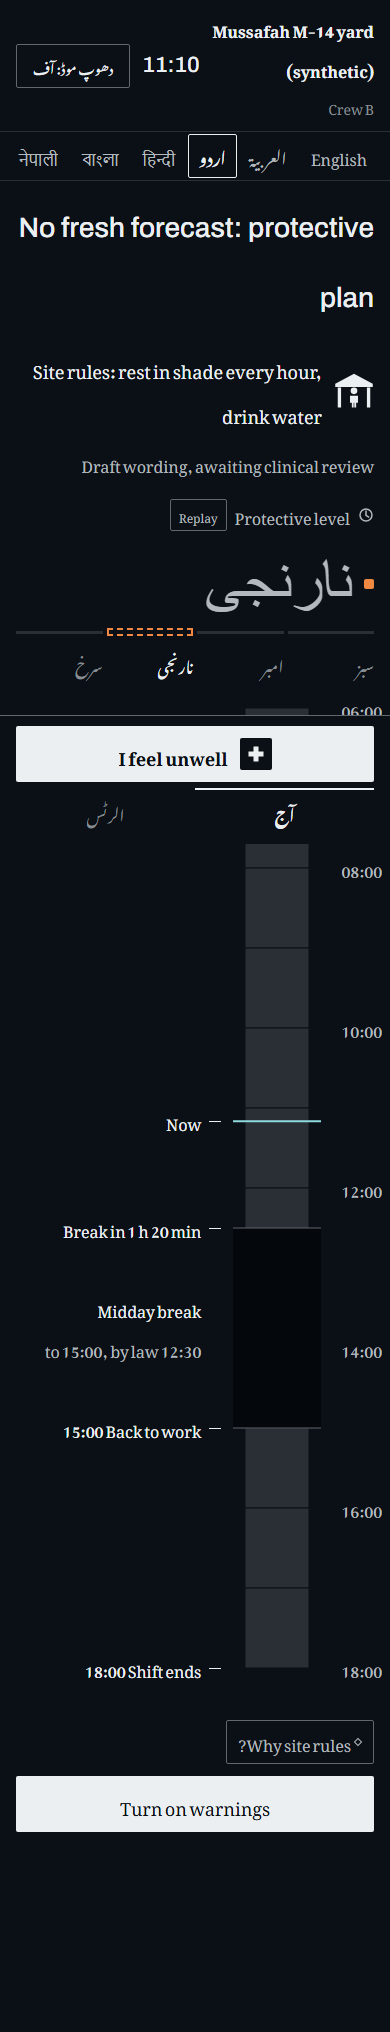 Mussafah M-14 yard
(synthetic)
Crew B
11:10
دھوپ موڈ: آف
English
العربية
اردو
हिन्दी
বাংলা
नेपाली
No fresh forecast: protective
plan
Site rules: rest in shade every hour,
drink water
Draft wording, awaiting clinical review
Protective level
Replay
نارنجی
سبز
امبر
نارنجی
سرخ
06:00
I feel unwell
آج
الرٹس
08:00
10:00
Now
12:00
Break in 1 h 20 min
Midday break
to 15:00, by law 12:30
14:00
15:00 Back to work
16:00
18:00 Shift ends
18:00
?Why site rules
Turn on warnings